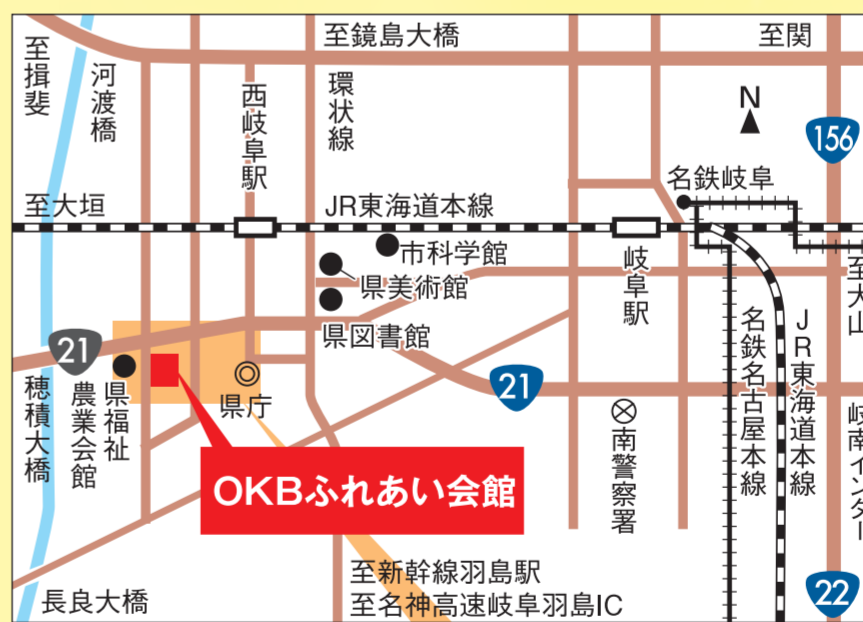 至鏡島大橋
至関
至揖斐
河渡橋
西岐阜駅
環状線
N
156
名鉄岐阜
至大垣
JR東海道本線
市科学館
県美術館
県図書館
岐阜駅
至犬山
21
県福祉
農業会館
穂積大橋
県庁
21
南警察署
名鉄名古屋本線
JR東海道本線
岐南インター
OKBふれあい会館
至新幹線羽島駅
至名神高速岐阜羽島IC
長良大橋
22